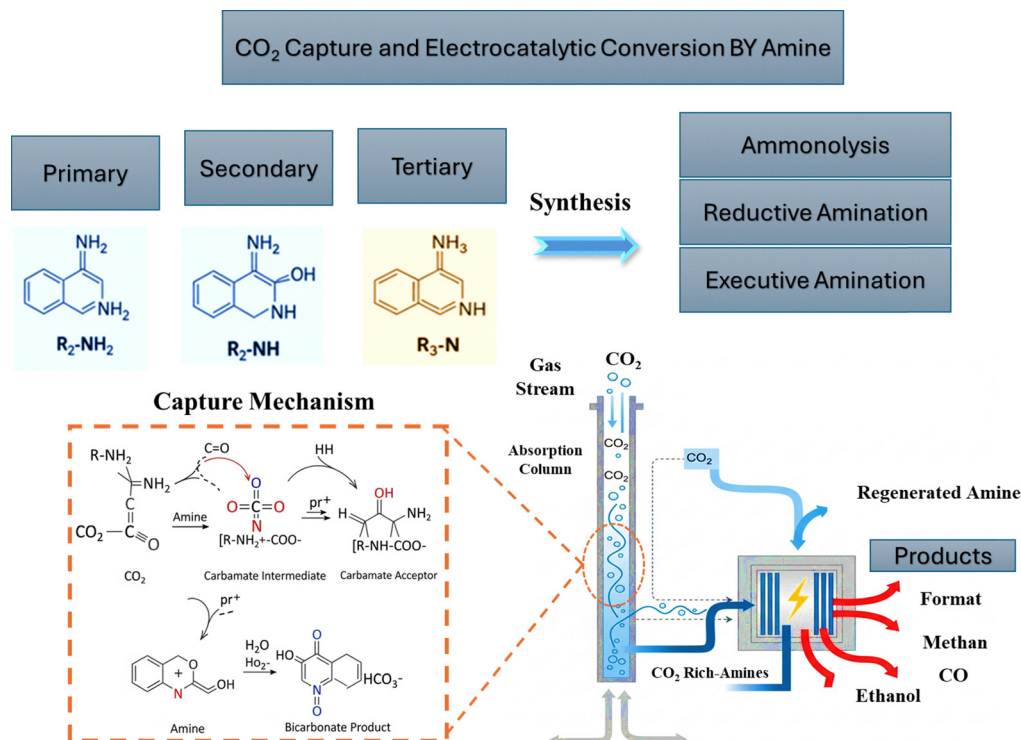 CO₂ Capture and Electrocatalytic Conversion BY Amine
Primary
Secondary
Tertiary
Synthesis
Ammonolysis
Reductive Amination
Executive Amination
NH₂
NH₂
R₂-NH₂
NH₂
OH
NH
R₂-NH
NH₃
NH
R₃-N
Capture Mechanism
R-NH₂
NH₂
CO₂-
O
CO₂
C=O
Amine
O
O=C=O
N
[R-NH₂+-COO-
Carbamate Intermediate
HH
pr⁺
OH
H
NH₂
[R-NH-COO-
Carbamate Acceptor
pr⁺
O
+
N
OH
Amine
H₂O
Ho₂-
O
HO
N
O
HCO₃-
Bicarbonate Product
Gas
Stream
CO₂
Absorption
Column
CO₂
CO₂
CO₂
Regenerated Amine
Products
Format
Methan
CO
Ethanol
CO₂ Rich-Amines